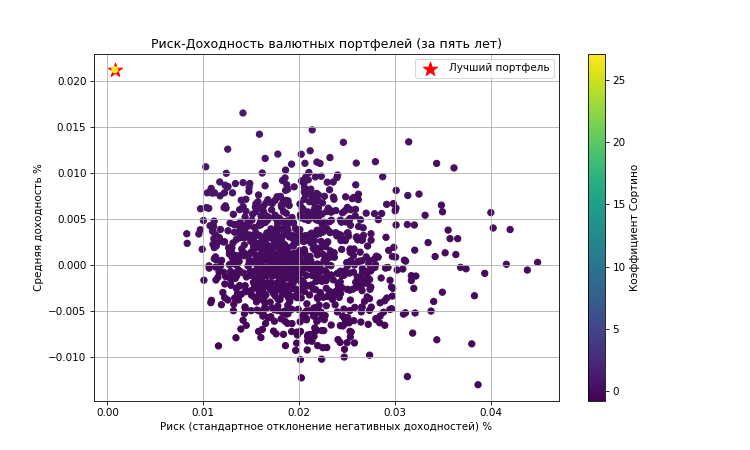 Риск-Доходность валютных портфелей (за пять лет)
Лучший портфель
Средняя доходность %
0.020
0.015
0.010
0.005
0.000
−0.005
−0.010
0.00 0.01 0.02 0.03 0.04
Риск (стандартное отклонение негативных доходностей) %
25
20
15
10
5
0
Коэффициент Сортино